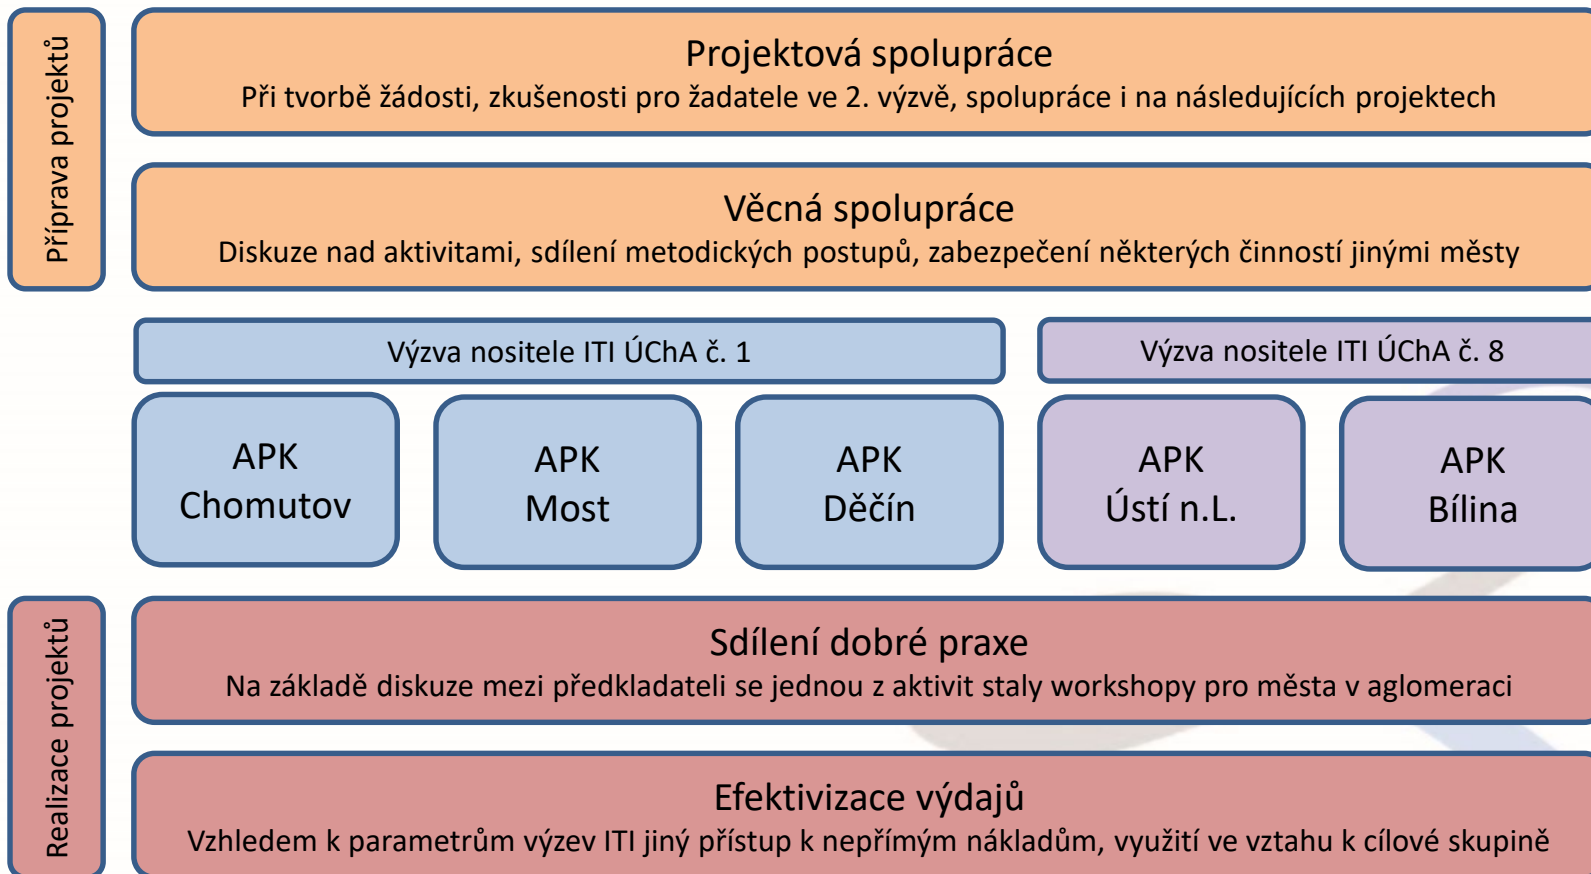 Příprava projektů
Projektová spolupráce
Při tvorbě žádosti, zkušenosti pro žadatele ve 2. výzvě, spolupráce i na následujících projektech
Věcná spolupráce
Diskuze nad aktivitami, sdílení metodických postupů, zabezpečení některých činností jinými městy
Výzva nositele ITI ÚChA č. 1
Výzva nositele ITI ÚChA č. 8
APK
Chomutov
APK
Most
APK
Děčín
APK
Ústí n.L.
APK
Bílina
Realizace projektů
Sdílení dobré praxe
Na základě diskuze mezi předkladateli se jednou z aktivit staly workshopy pro města v aglomeraci
Efektivizace výdajů
Vzhledem k parametrům výzev ITI jiný přístup k nepřímým nákladům, využití ve vztahu k cílové skupině